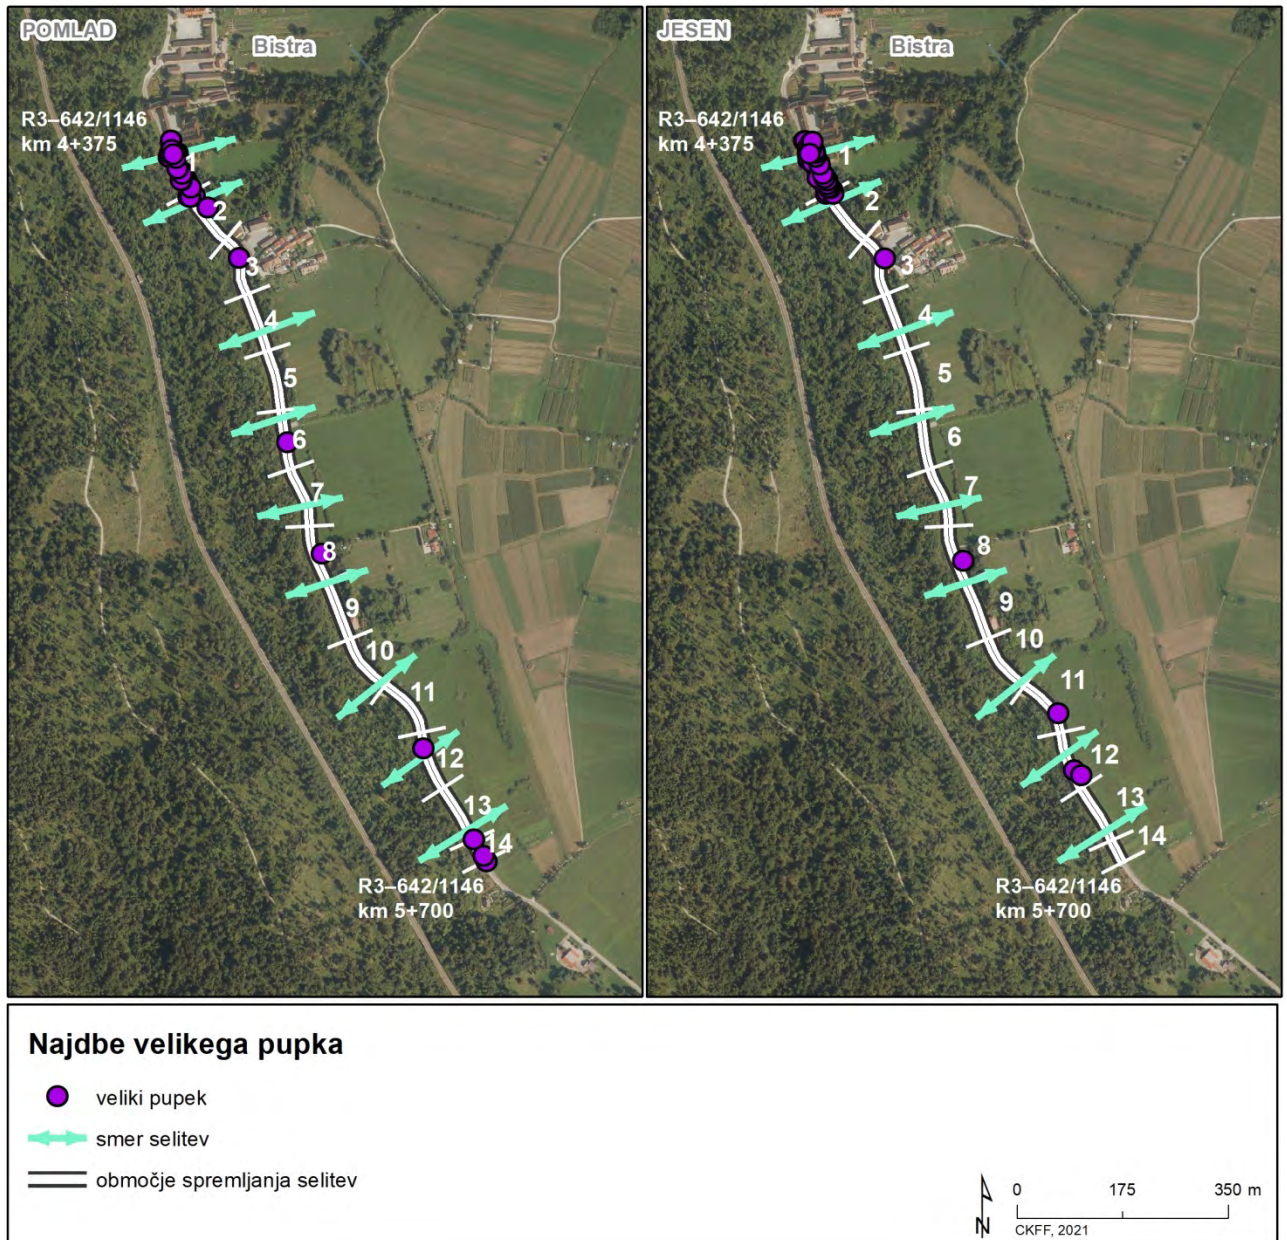 POMLAD
Bistra
R3–642/1146
km 4+375
1
2
3
4
5
6
7
8
9
10
11
12
13
14
R3–642/1146
km 5+700
JESEN
Bistra
R3–642/1146
km 4+375
1
2
3
4
5
6
7
8
9
10
11
12
13
14
R3–642/1146
km 5+700
Najdbe velikega pupka
veliki pupek
smer selitev
območje spremljanja selitev
N
0 175 350 m
CKFF, 2021